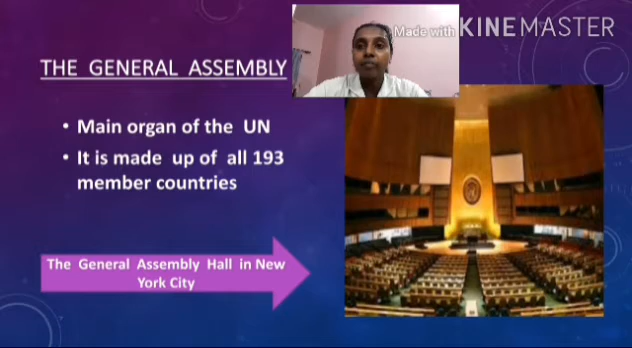 Made with KINEMASTER
THE GENERAL ASSEMBLY
• Main organ of the UN
• It is made up of all 193
member countries
The General Assembly Hall in New
York City